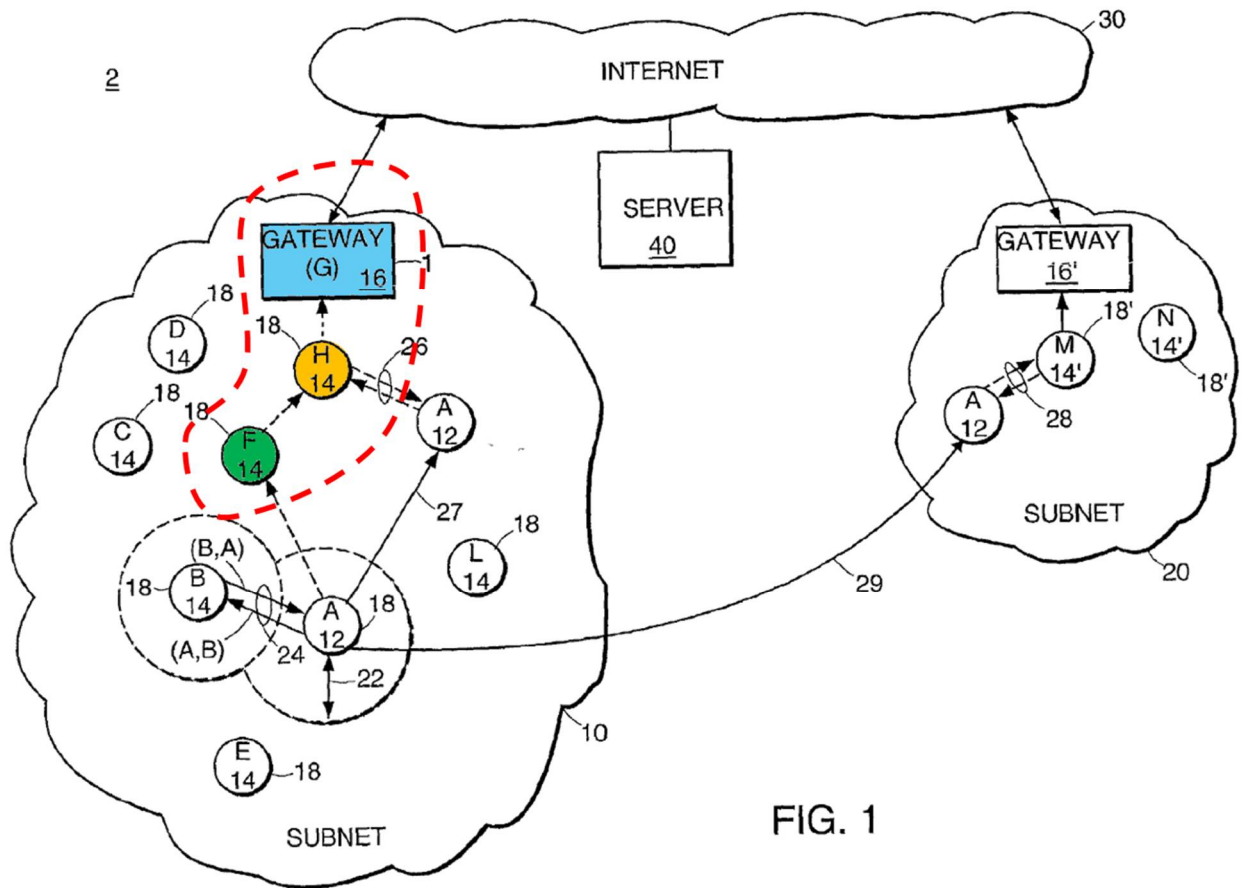 30
2
INTERNET
SERVER
40
GATEWAY
(G)
16
1
GATEWAY
16'
18
D
14
18
H
14
26
18'
N
14'
18'
M
14'
18
C
14
18
F
14
A
12
A
12
28
27
SUBNET
18
L
14
(B,A)
18
B
14
A
12
18
29
20
(A,B)
24
22
10
E
14
18
SUBNET
FIG. 1